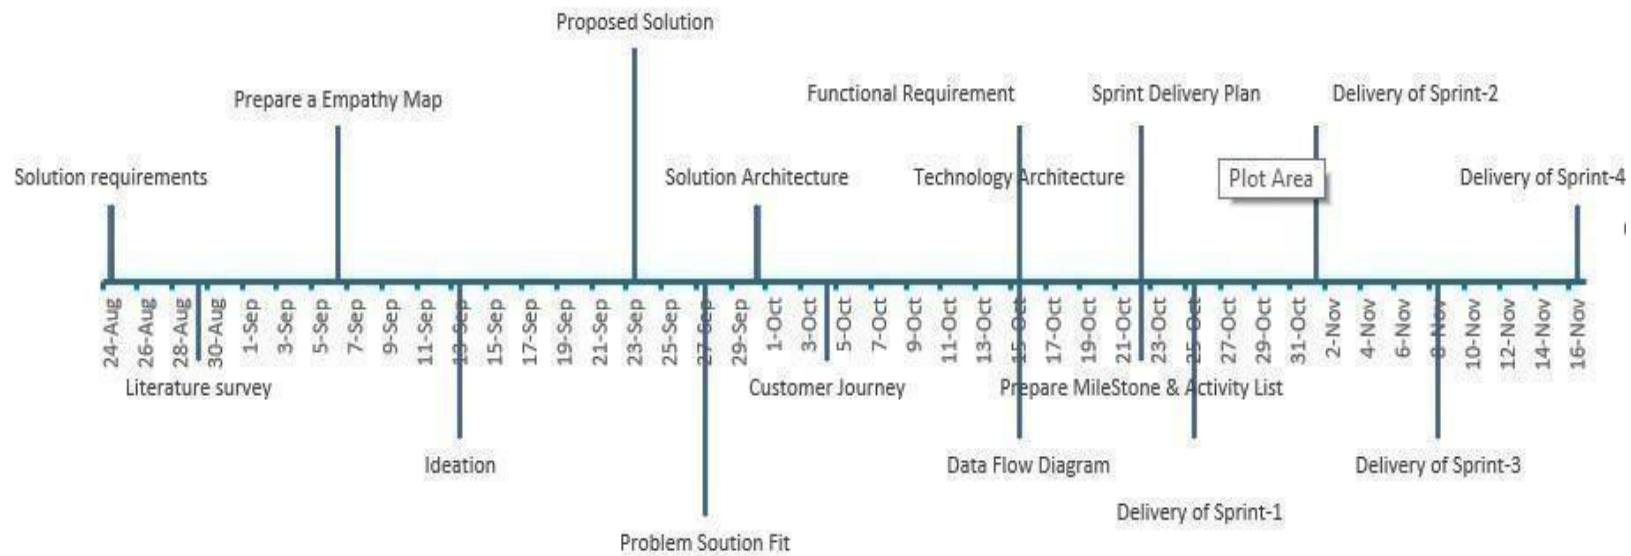 Proposed Solution
Prepare a Empathy Map
Functional Requirement
Sprint Delivery Plan
Delivery of Sprint-2
Solution requirements
Solution Architecture
Technology Architecture
Plot Area
Delivery of Sprint-4
24-Aug
26-Aug
28-Aug
30-Aug
1-Sep
3-Sep
5-Sep
7-Sep
9-Sep
11-Sep
13-Sep
15-Sep
17-Sep
19-Sep
21-Sep
23-Sep
25-Sep
27-Sep
29-Sep
1-Oct
3-Oct
5-Oct
7-Oct
9-Oct
11-Oct
13-Oct
15-Oct
17-Oct
19-Oct
21-Oct
23-Oct
25-Oct
27-Oct
29-Oct
31-Oct
2-Nov
4-Nov
6-Nov
8-Nov
10-Nov
12-Nov
14-Nov
16-Nov
Literature survey
Customer Journey
Prepare MileStone & Activity List
Ideation
Data Flow Diagram
Delivery of Sprint-3
Delivery of Sprint-1
Problem Soution Fit